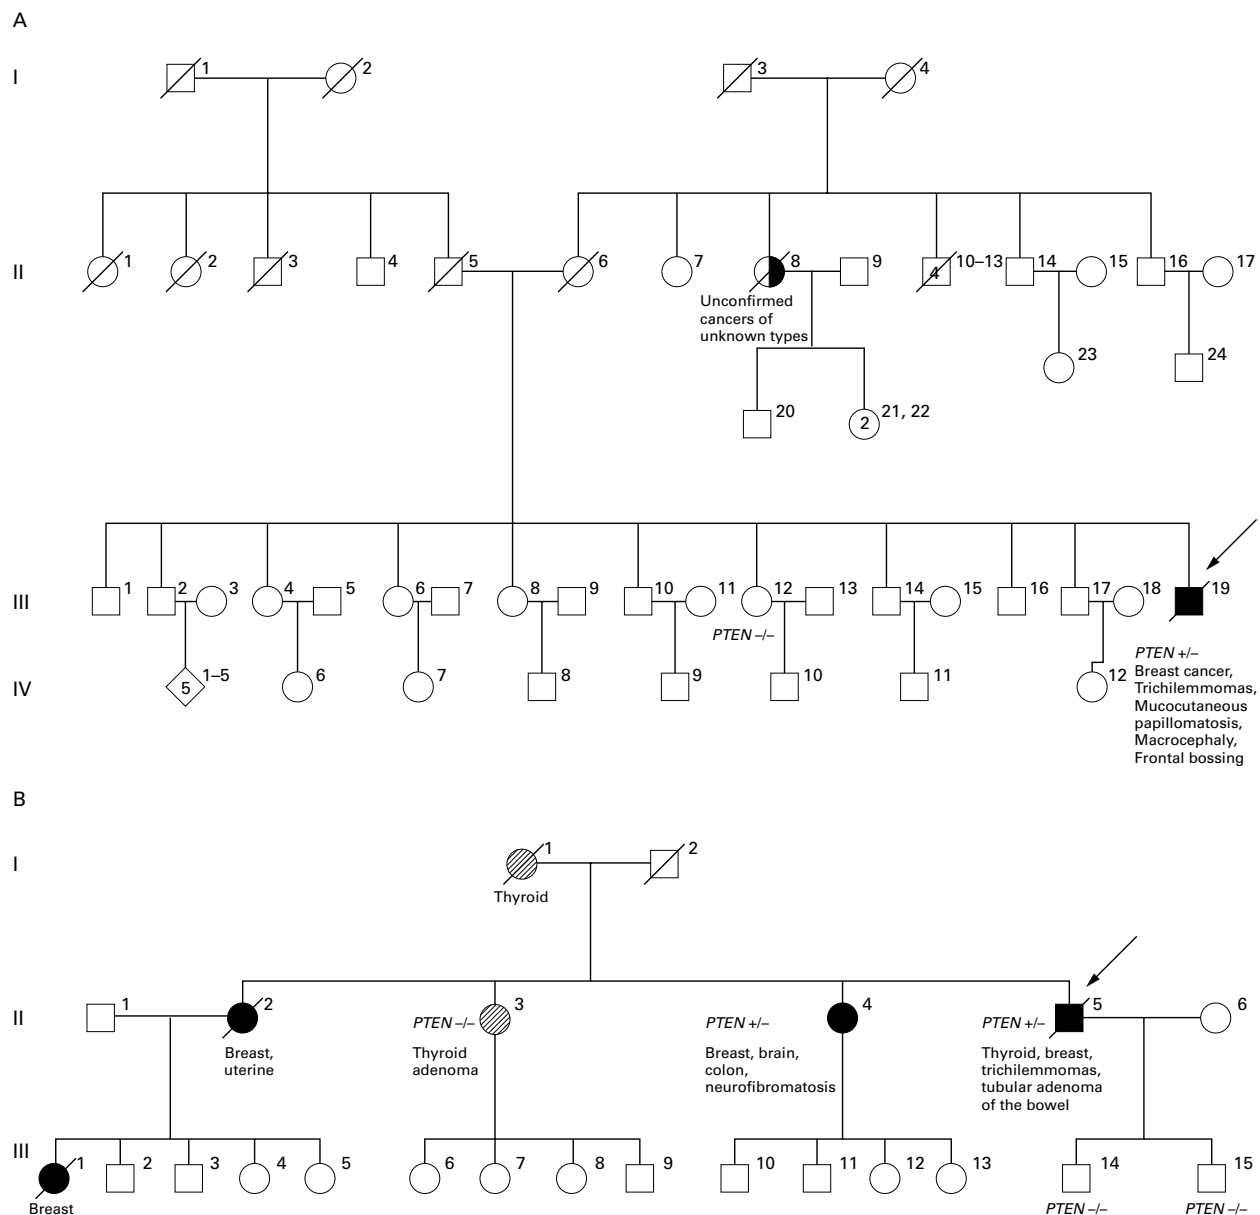 A
I
1 2 3 4
II
1 2 3 4 5 6 7 8 9 4 10–13 14 15 16 17
Unconfirmed
cancers of
unknown types
23 24
20 2 21, 22
III
1 2 3 4 5 6 7 8 9 10 11 12 13 14 15 16 17 18 19
PTEN –/–
PTEN +/–
Breast cancer,
Trichilemmomas,
Mucocutaneous
papillomatosis,
Macrocephaly,
Frontal bossing
IV
5 1–5 6 7 8 9 10 11 12
B
I
1 2
Thyroid
II
1 2 PTEN –/– 3 PTEN +/– 4 PTEN +/– 5 6
Breast,
uterine
Thyroid
adenoma
Breast, brain,
colon,
neurofibromatosis
Thyroid, breast,
trichilemmomas,
tubular adenoma
of the bowel
III
1 2 3 4 5 6 7 8 9 10 11 12 13 14 15
Breast
PTEN –/– PTEN –/–